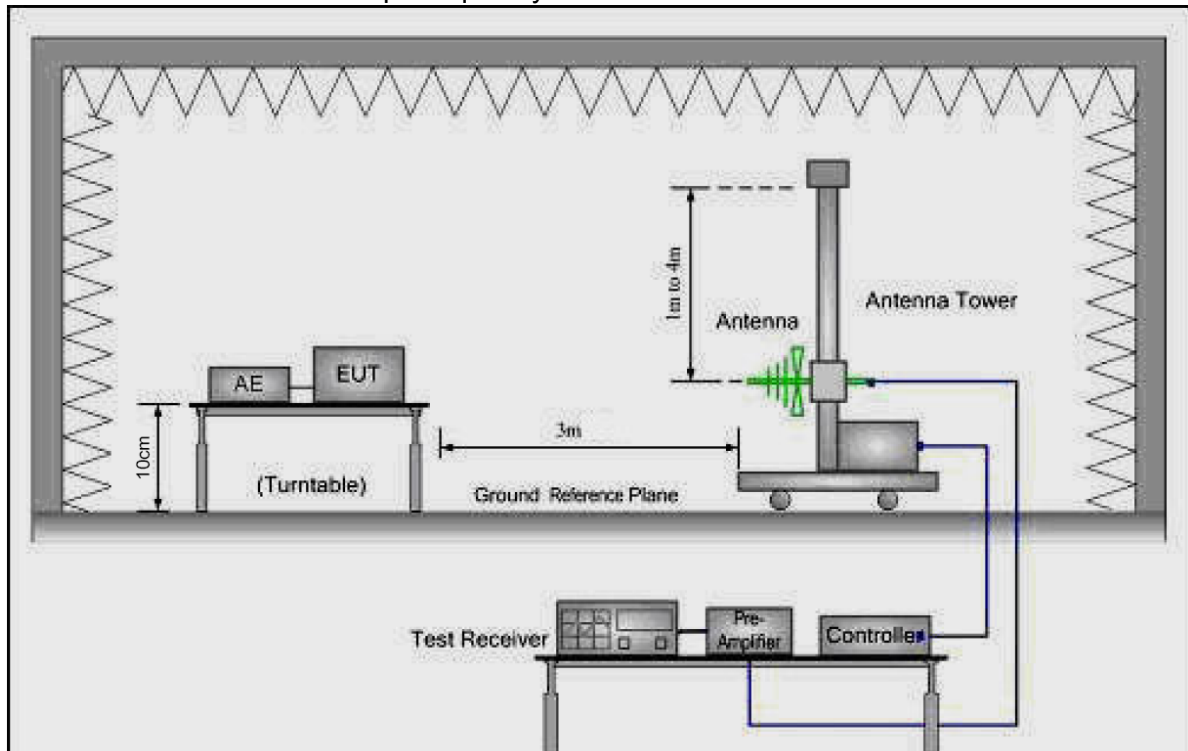 1m to 4m
Antenna Tower
Antenna
AE
EUT
3m
10cm
(Turntable)
Ground Reference Plane
Test Receiver
Pre-
Amplifier
Controller